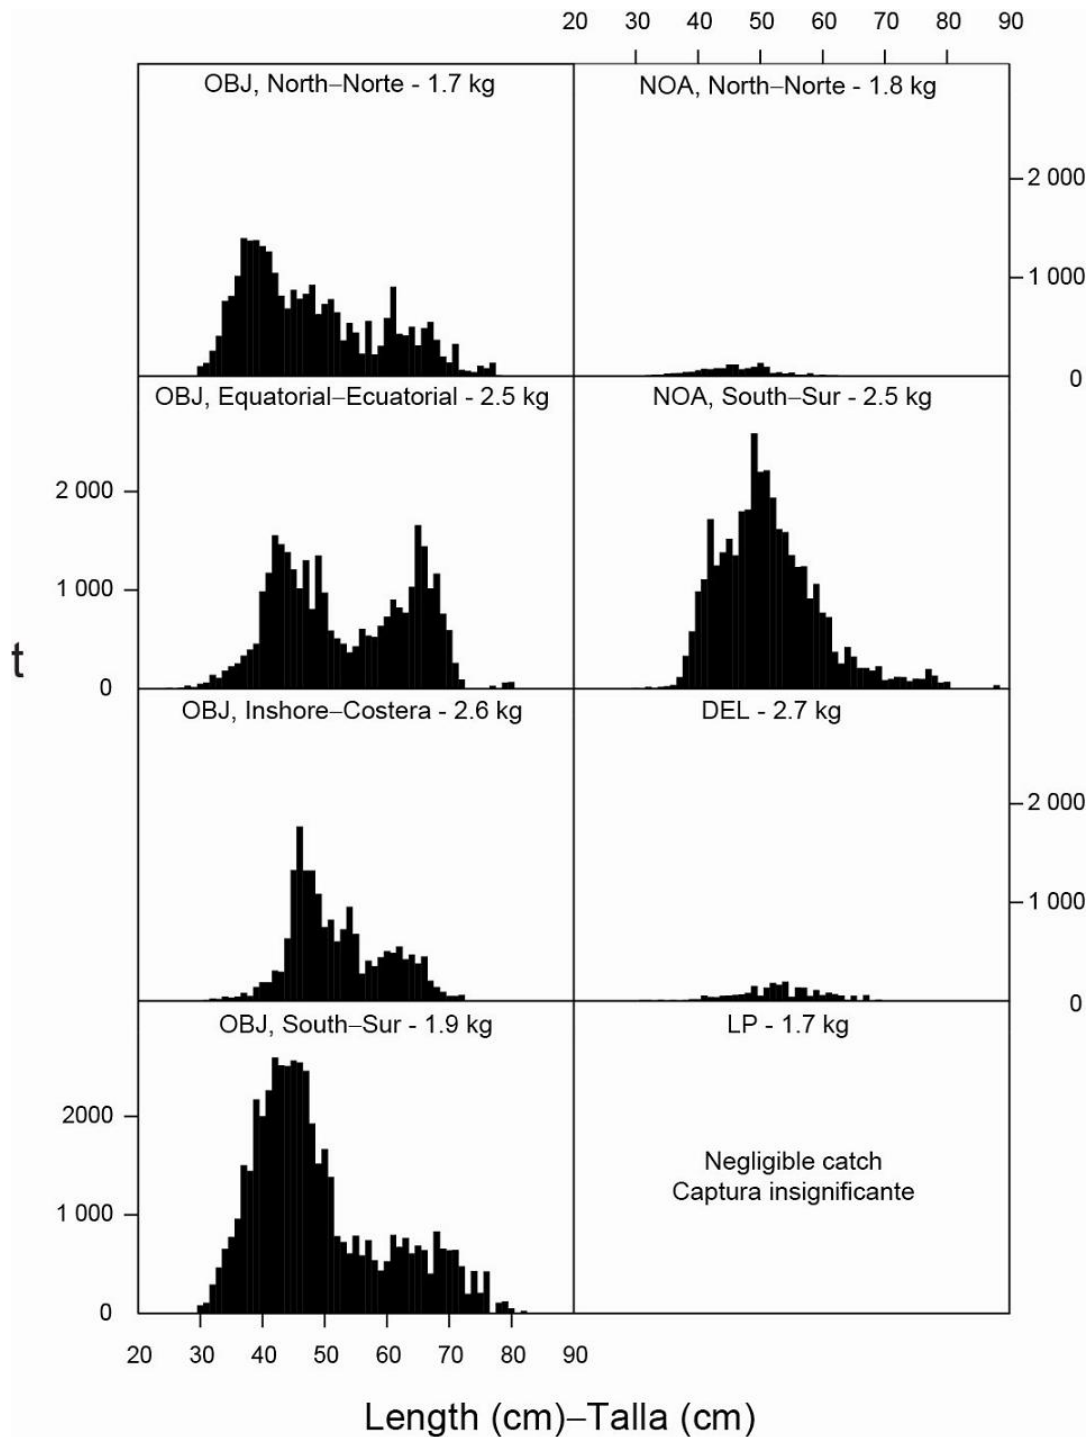 20 30 40 50 60 70 80 90
OBJ, North–Norte - 1.7 kg
NOA, North–Norte - 1.8 kg
2 000
1 000
0
OBJ, Equatorial–Ecuatorial - 2.5 kg
NOA, South–Sur - 2.5 kg
2 000
1 000
t
0
OBJ, Inshore–Costera - 2.6 kg
DEL - 2.7 kg
2 000
1 000
0
OBJ, South–Sur - 1.9 kg
LP - 1.7 kg
2000
Negligible catch
Captura insignificante
1 000
0
20 30 40 50 60 70 80 90
Length (cm)–Talla (cm)